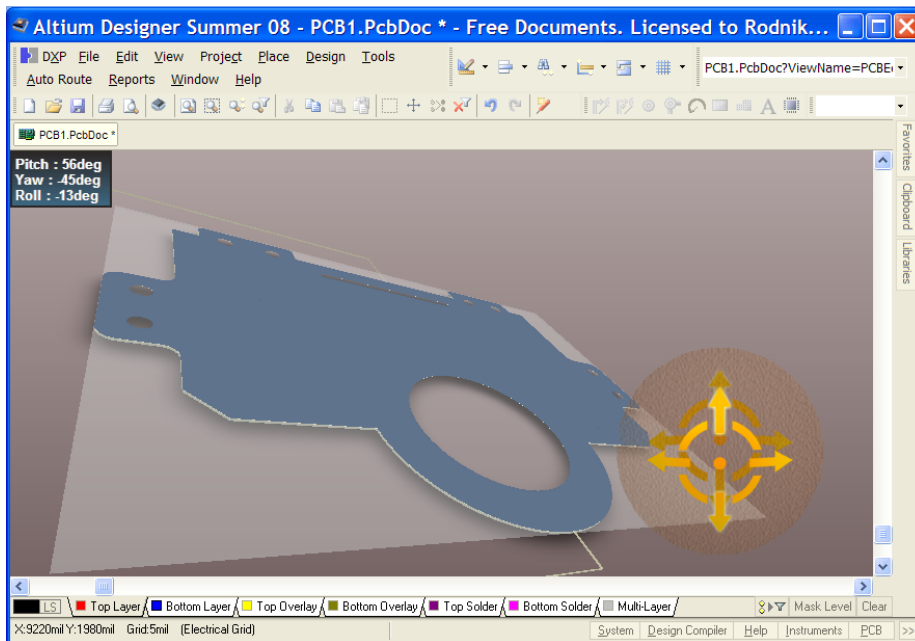 Altium Designer Summer 08 - PCB1.PcbDoc * - Free Documents. Licensed to Rodnik...
DXP File Edit View Project Place Design Tools
PCB1.PcbDoc?ViewName=PCBE
Auto Route Reports Window Help
PCB1.PcbDoc *
Favorites
Clipboard
Libraries
Pitch : 56deg
Yaw : -45deg
Roll : -13deg
LS Top Layer Bottom Layer Top Overlay Bottom Overlay Top Solder Bottom Solder Multi-Layer Mask Level Clear
X:9220mil Y:1980mil Grid:5mil (Electrical Grid) System Design Compiler Help Instruments PCB >>